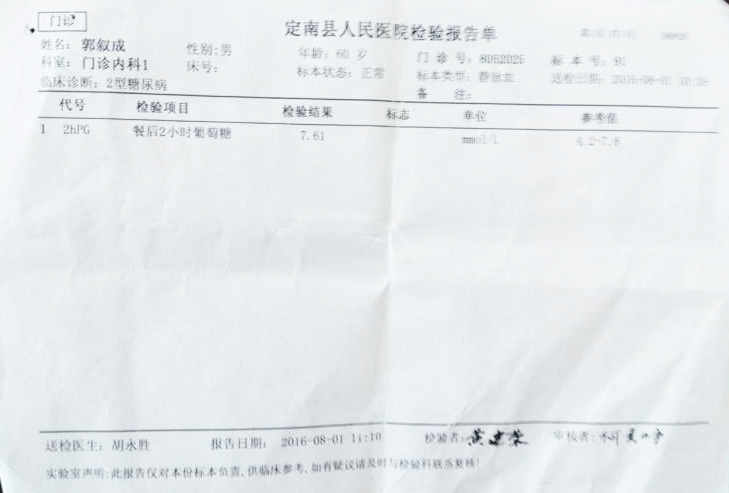 门诊
定南县人民医院检验报告单
姓名：郭叙成 性别：男 年龄：60 岁 门 诊 号：8052025 标 本 号：
科室：门诊内科1 床号： 标本状态：正常 标本类型：静脉血 送检日期：2016-08-01
临床诊断：2型糖尿病 备 注：
代号 检验项目 检验结果 标志 单位 参考值
1 2hPG 餐后2小时葡萄糖 7.61 mmol/L
送检医生：胡永胜 报告日期： 2016-08-01 11:10 检验者： 审核者：
实验室声明：此报告仅对本份标本负责，供临床参考，如有疑议请及时与检验科联系复核！